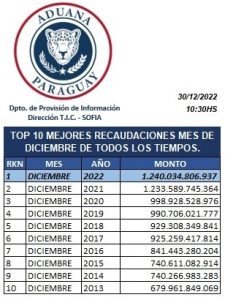 ADUANA
PARAGUAY
Dpto. de Provisión de Información
Dirección T.I.C. - SOFIA
30/12/2022
10:30HS
TOP 10 MEJORES RECAUDACIONES MES DE
DICIEMBRE DE TODOS LOS TIEMPOS.
RKN MES AÑO MONTO
1 DICIEMBRE 2022 1.240.034.806.937
2 DICIEMBRE 2021 1.233.589.745.364
3 DICIEMBRE 2020 998.928.528.976
4 DICIEMBRE 2019 990.706.021.777
5 DICIEMBRE 2018 929.308.349.841
6 DICIEMBRE 2017 925.259.417.814
7 DICIEMBRE 2016 841.443.280.204
8 DICIEMBRE 2015 740.611.082.914
9 DICIEMBRE 2014 740.266.983.283
10 DICIEMBRE 2013 679.961.849.069